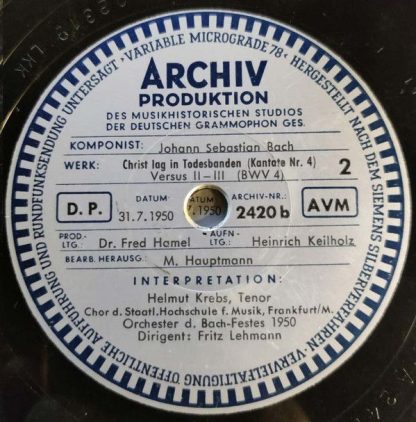 VARIABLE MICROGRADE 78
HERGESTELLT NACH DEM SIEMENS SILBERVERFAHREN
VERVIELFÄLTIGUNG ÖFFENTLICHE AUFFÜHRUNG UND RUNDFUNKSENDUNG UNTERSAGT
ARCHIV
PRODUKTION
DES MUSIKHISTORISCHEN STUDIOS
DER DEUTSCHEN GRAMMOPHON GES.
KOMPONIST: Johann Sebastian Bach
WERK: Christ lag in Todesbanden (Kantate Nr. 4)
Versus II-III (BWV 4)
2
D. P.
DATUM: 31.7.1950
ARCHIV-NR.: 2420 b
AVM
PROD.-LTG.: Dr. Fred Hamel
AUFN.-LTG.: Heinrich Keilholz
BEARB. HERAUSG.: M. Hauptmann
INTERPRETATION:
Helmut Krebs, Tenor
Chor d. Staatl. Hochschule f. Musik, Frankfurt/M.
Orchester d. Bach-Festes 1950
Dirigent: Fritz Lehmann